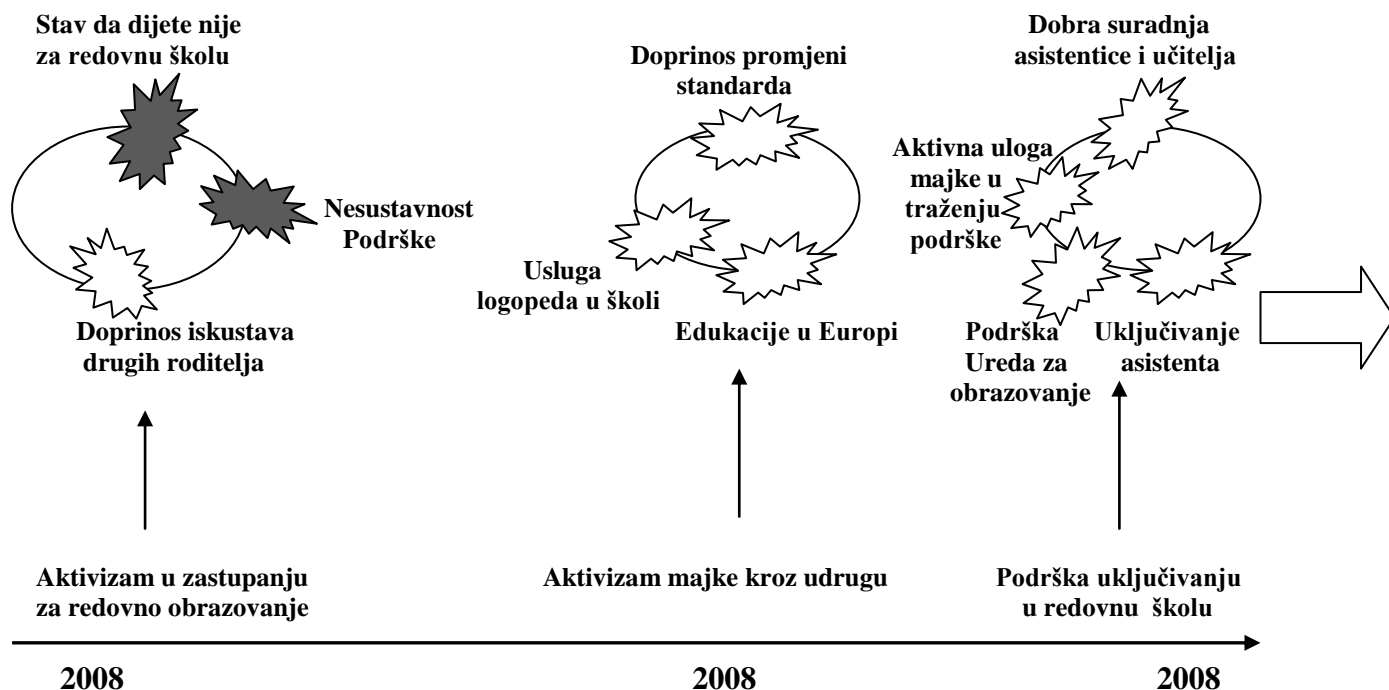 Stav da dijete nije
za redovnu školu
Nesustavnost
Podrške
Doprinos iskustava
drugih roditelja
Aktivizam u zastupanju
za redovno obrazovanje
2008
Doprinos promjeni
standarda
Usluga
logopeda u školi
Edukacije u Europi
Aktivizam majke kroz udrugu
2008
Dobra suradnja
asistentice i učitelja
Aktivna uloga
majke u
traženju
podrške
Podrška
Ureda za
obrazovanje
Uključivanje
asistenta
Podrška uključivanju
u redovnu školu
2008